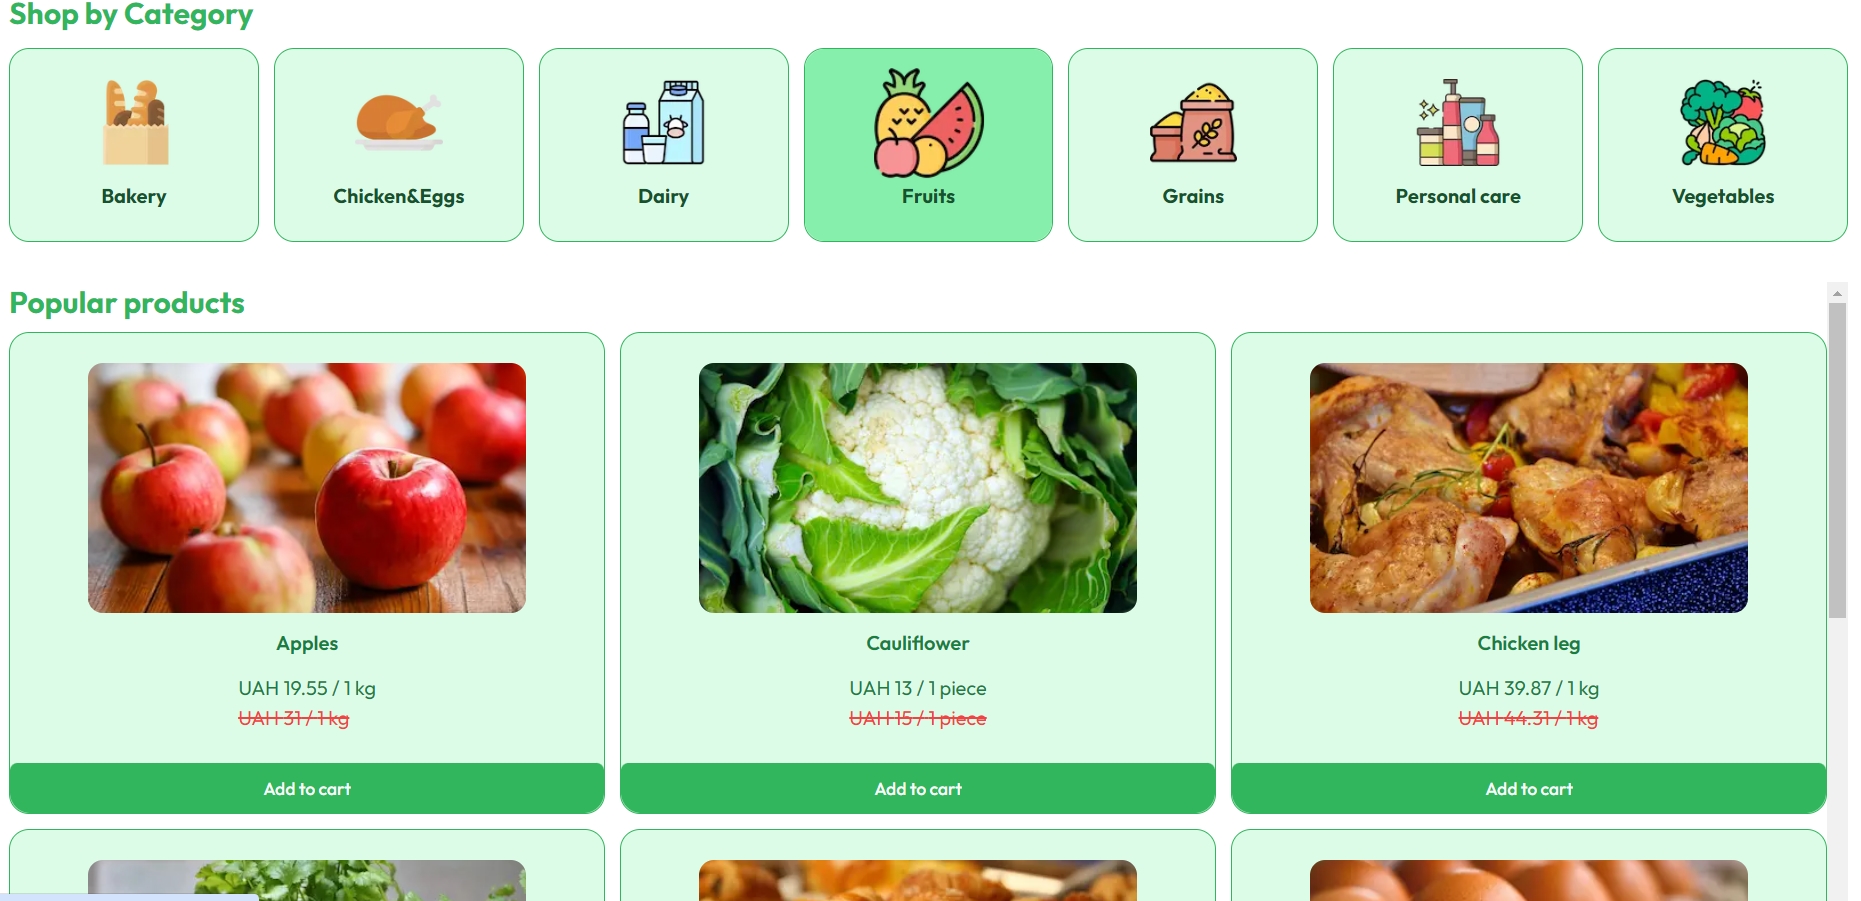 Shop by Category
Bakery
Chicken&Eggs
Dairy
Fruits
Grains
Personal care
Vegetables
Popular products
Apples
UAH 19.55 / 1 kg
UAH 31 / 1 kg
Add to cart
Cauliflower
UAH 13 / 1 piece
UAH 15 / 1 piece
Add to cart
Chicken leg
UAH 39.87 / 1 kg
UAH 44.31 / 1 kg
Add to cart